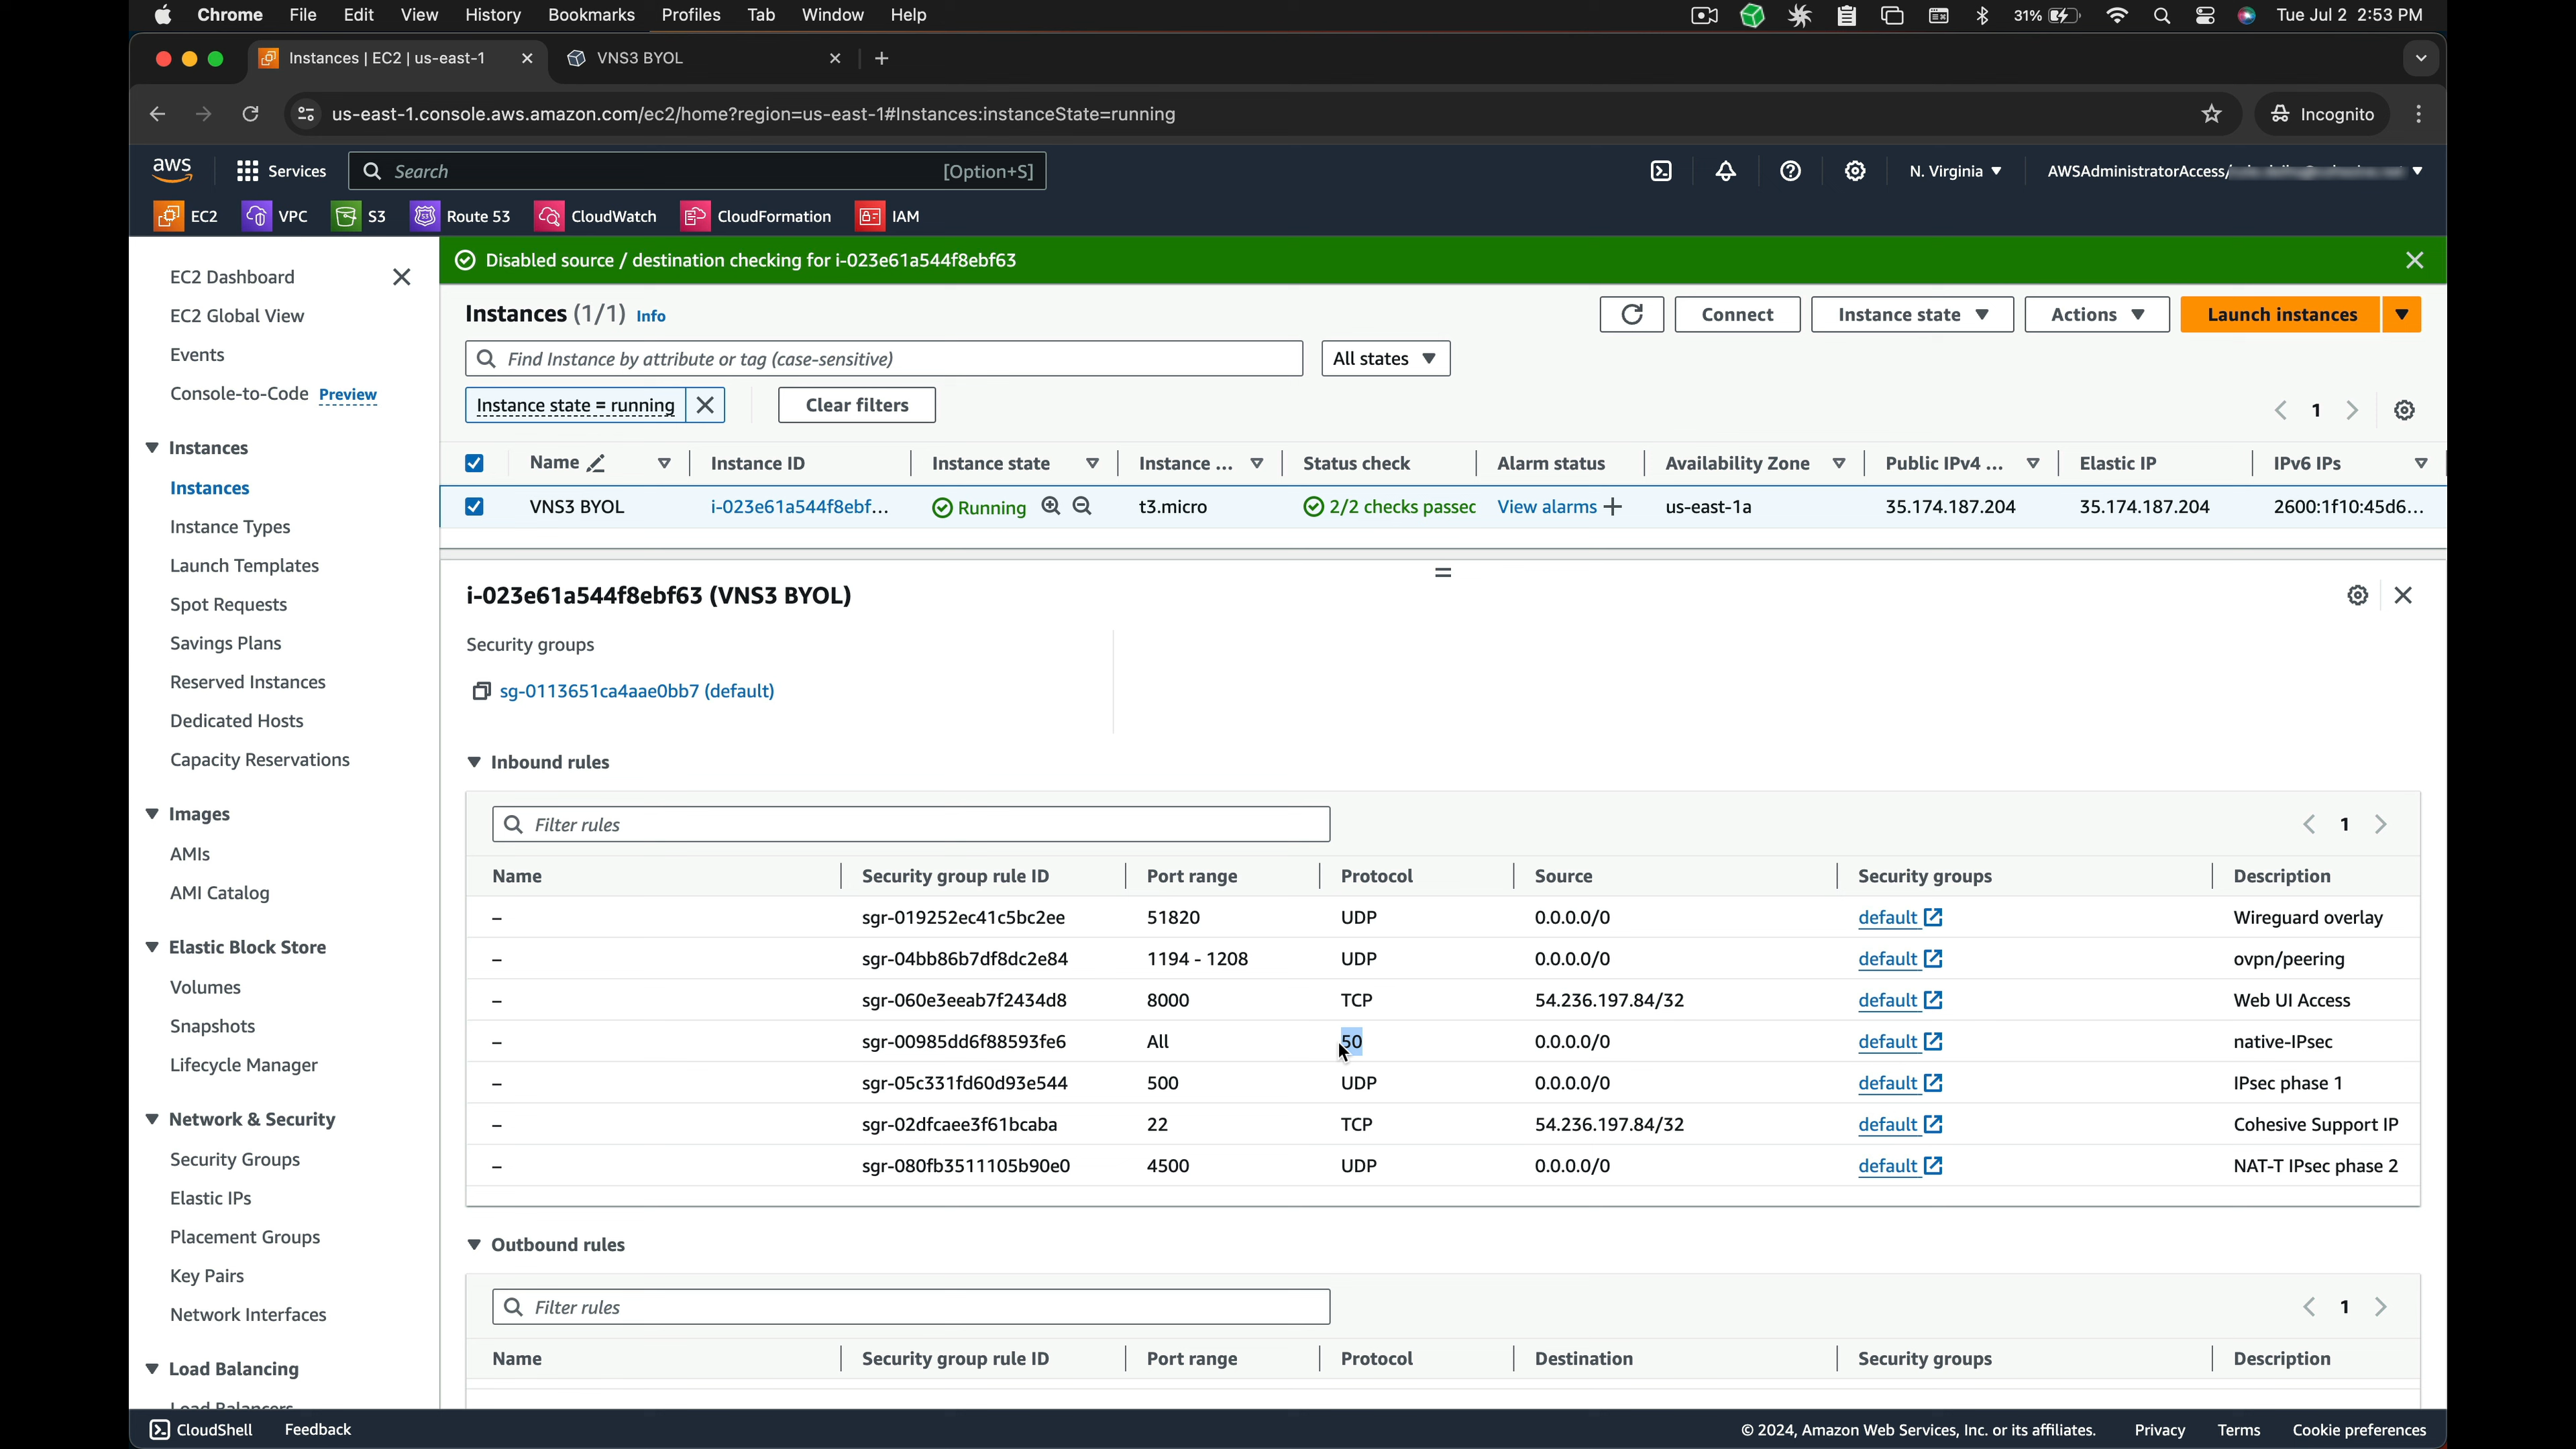 Chrome File Edit View History Bookmarks Profiles Tab Window Help 31% Tue Jul 2 2:53 PM
Instances | EC2 | us-east-1 VNS3 BYOL
us-east-1.console.aws.amazon.com/ec2/home?region=us-east-1#Instances:instanceState=running Incognito
aws Services Search [Option+S] N. Virginia AWSAdministratorAccess/
EC2 VPC S3 Route 53 CloudWatch CloudFormation IAM
Disabled source / destination checking for i-023e61a544f8ebf63
EC2 Dashboard
EC2 Global View
Events
Console-to-Code Preview
Instances
Instances
Instance Types
Launch Templates
Spot Requests
Savings Plans
Reserved Instances
Dedicated Hosts
Capacity Reservations
Images
AMIs
AMI Catalog
Elastic Block Store
Volumes
Snapshots
Lifecycle Manager
Network & Security
Security Groups
Elastic IPs
Placement Groups
Key Pairs
Network Interfaces
Load Balancing
Load Balancers
Instances (1/1) Info Connect Instance state Actions Launch instances
Find Instance by attribute or tag (case-sensitive) All states
Instance state = running Clear filters 1
Name Instance ID Instance state Instance ... Status check Alarm status Availability Zone Public IPv4 ... Elastic IP IPv6 IPs
VNS3 BYOL i-023e61a544f8ebf... Running t3.micro 2/2 checks passec View alarms us-east-1a 35.174.187.204 35.174.187.204 2600:1f10:45d6...
i-023e61a544f8ebf63 (VNS3 BYOL)
Security groups
sg-0113651ca4aae0bb7 (default)
Inbound rules
Filter rules 1
Name Security group rule ID Port range Protocol Source Security groups Description
– sgr-019252ec41c5bc2ee 51820 UDP 0.0.0.0/0 default Wireguard overlay
– sgr-04bb86b7df8dc2e84 1194 - 1208 UDP 0.0.0.0/0 default ovpn/peering
– sgr-060e3eeab7f2434d8 8000 TCP 54.236.197.84/32 default Web UI Access
– sgr-00985dd6f88593fe6 All 50 0.0.0.0/0 default native-IPsec
– sgr-05c331fd60d93e544 500 UDP 0.0.0.0/0 default IPsec phase 1
– sgr-02dfcaee3f61bcaba 22 TCP 54.236.197.84/32 default Cohesive Support IP
– sgr-080fb3511105b90e0 4500 UDP 0.0.0.0/0 default NAT-T IPsec phase 2
Outbound rules
Filter rules 1
Name Security group rule ID Port range Protocol Destination Security groups Description
CloudShell Feedback © 2024, Amazon Web Services, Inc. or its affiliates. Privacy Terms Cookie preferences